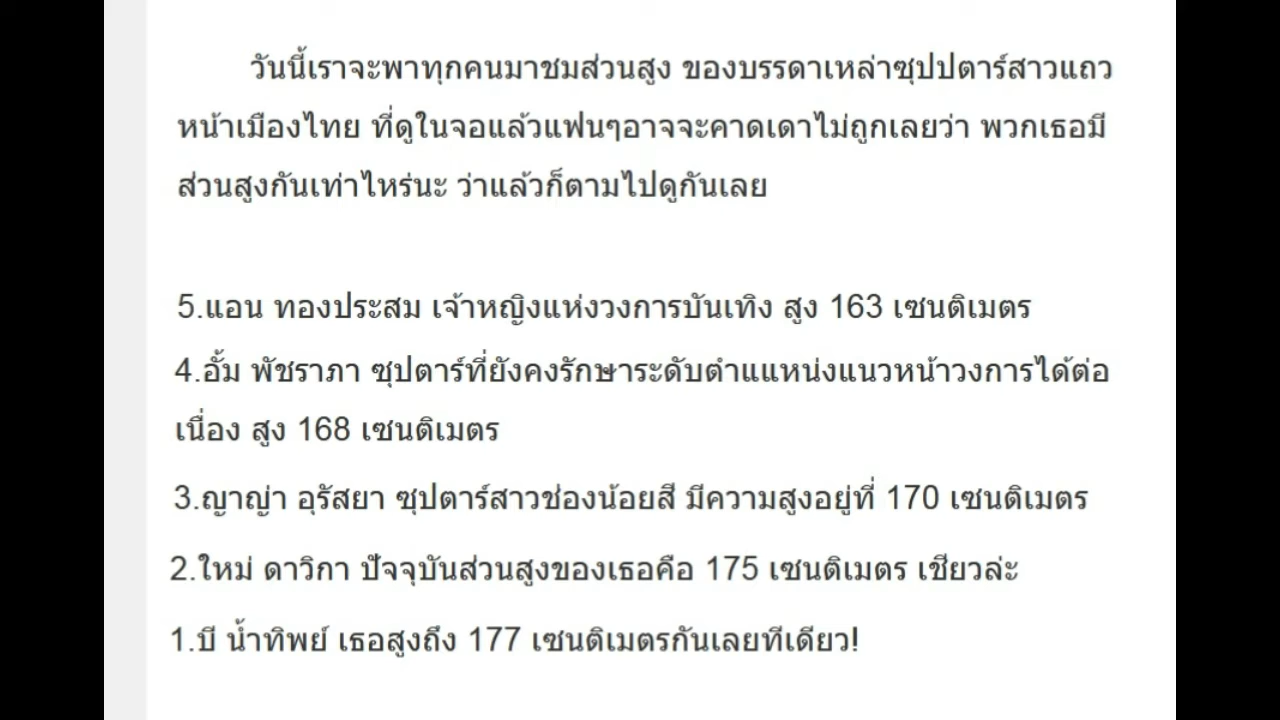 วันนี้เราจะพาทุกคนมาชมส่วนสูง ของบรรดาเหล่าซุปปตาร์สาวแถว
หน้าเมืองไทย ที่ดูในจอแล้วแฟนๆอาจจะคาดเดาไม่ถูกเลยว่า พวกเธอมี
ส่วนสูงกันเท่าไหร่นะ ว่าแล้วก็ตามไปดูกันเลย
5.แอน ทองประสม เจ้าหญิงแห่งวงการบันเทิง สูง 163 เซนติเมตร
4.อั้ม พัชราภา ซุปตาร์ที่ยังคงรักษาระดับตำแแหน่งแนวหน้าวงการได้ต่อ
เนื่อง สูง 168 เซนติเมตร
3.ญาญ่า อุรัสยา ซุปตาร์สาวช่องน้อยสี มีความสูงอยู่ที่ 170 เซนติเมตร
2.ใหม่ ดาวิกา ปัจจุบันส่วนสูงของเธอคือ 175 เซนติเมตร เชียวล่ะ
1.บี น้ำทิพย์ เธอสูงถึง 177 เซนติเมตรกันเลยทีเดียว!